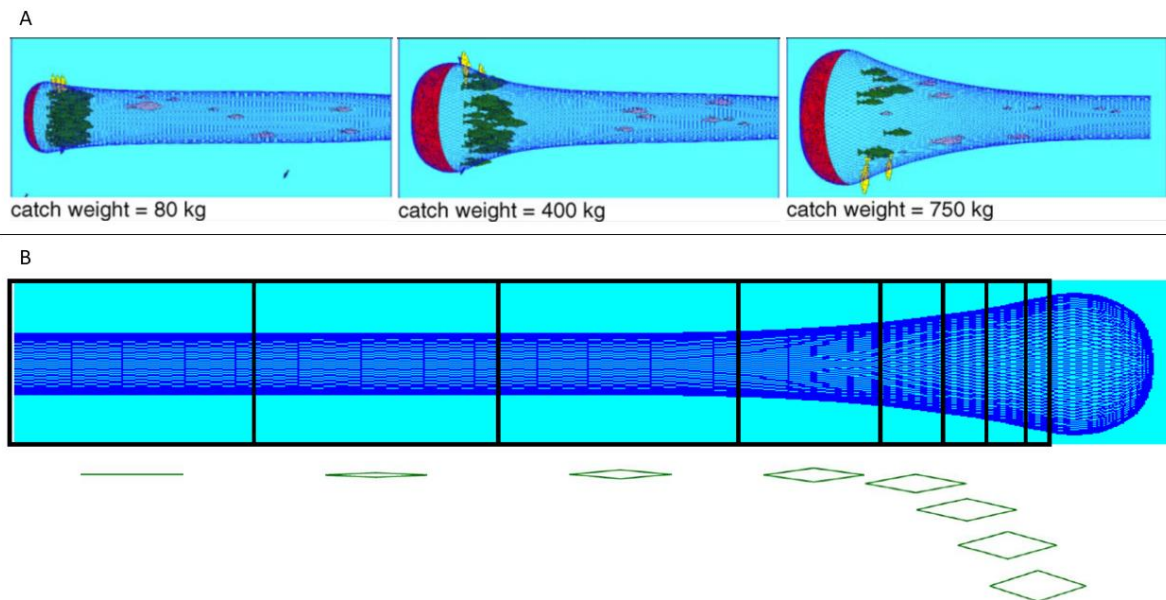 A
catch weight = 80 kg
catch weight = 400 kg
catch weight = 750 kg
B